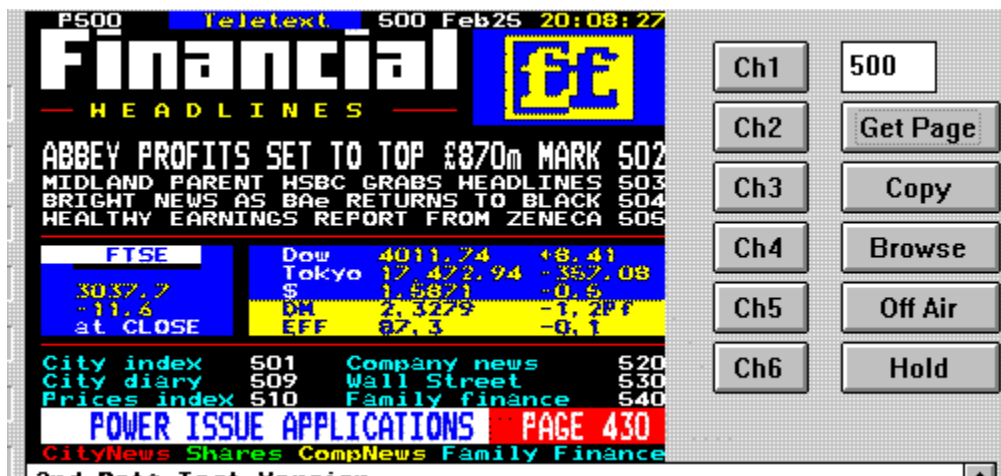 P500 Teletext 500 Feb25 20:08:27
Financial
££
HEADLINES
ABBEY PROFITS SET TO TOP £870m MARK 502
MIDLAND PARENT HSBC GRABS HEADLINES 503
BRIGHT NEWS AS BAe RETURNS TO BLACK 504
HEALTHY EARNINGS REPORT FROM ZENECA 505
FTSE
3037.7
-11.6
at CLOSE
Dow 4011.74 +8.41
Tokyo 17,472.94 -357.08
$ 1.5871 -0.5
DM 2.3279 -1.2Pf
EFF 87.3 -0.1
City index 501 Company news 520
City diary 509 Wall Street 530
Prices index 510 Family finance 540
POWER ISSUE APPLICATIONS PAGE 430
CityNews Shares CompNews Family Finance
Ch1 500
Ch2 Get Page
Ch3 Copy
Ch4 Browse
Ch5 Off Air
Ch6 Hold